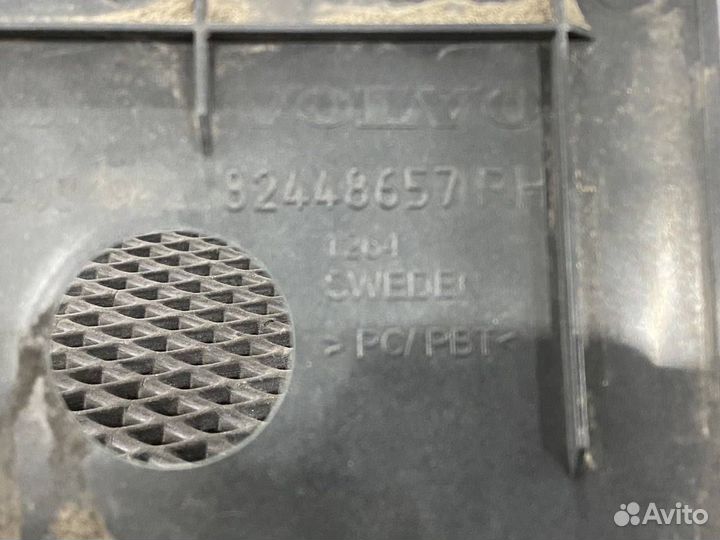 VOLVO
82448657 RH
1264
SWEDEN
>PC/PBT<
Avito